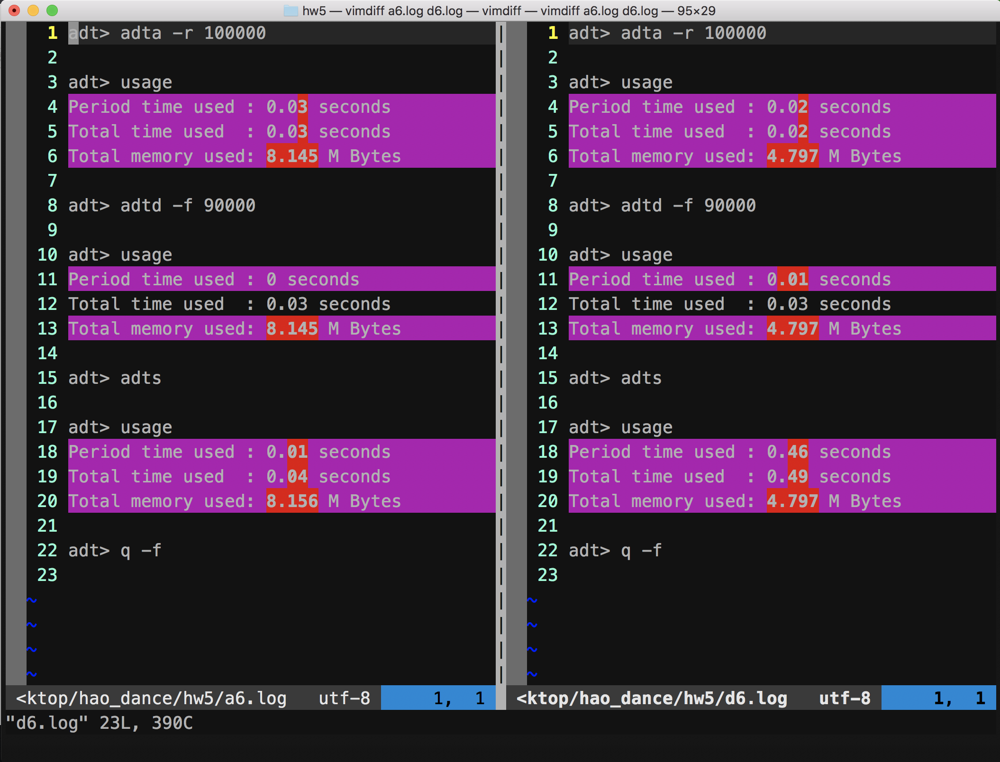 hw5 — vimdiff a6.log d6.log — vimdiff — vimdiff a6.log d6.log — 95×29
1 adt> adta -r 100000
2
3 adt> usage
4 Period time used : 0.03 seconds
5 Total time used  : 0.03 seconds
6 Total memory used: 8.145 M Bytes
7
8 adt> adtd -f 90000
9
10 adt> usage
11 Period time used : 0 seconds
12 Total time used  : 0.03 seconds
13 Total memory used: 8.145 M Bytes
14
15 adt> adts
16
17 adt> usage
18 Period time used : 0.01 seconds
19 Total time used  : 0.04 seconds
20 Total memory used: 8.156 M Bytes
21
22 adt> q -f
23
~
~
~
~
<ktop/hao_dance/hw5/a6.log   utf-8   1,  1
1 adt> adta -r 100000
2
3 adt> usage
4 Period time used : 0.02 seconds
5 Total time used  : 0.02 seconds
6 Total memory used: 4.797 M Bytes
7
8 adt> adtd -f 90000
9
10 adt> usage
11 Period time used : 0.01 seconds
12 Total time used  : 0.03 seconds
13 Total memory used: 4.797 M Bytes
14
15 adt> adts
16
17 adt> usage
18 Period time used : 0.46 seconds
19 Total time used  : 0.49 seconds
20 Total memory used: 4.797 M Bytes
21
22 adt> q -f
23
~
~
~
~
<ktop/hao_dance/hw5/d6.log   utf-8   1,  1
"d6.log" 23L, 390C